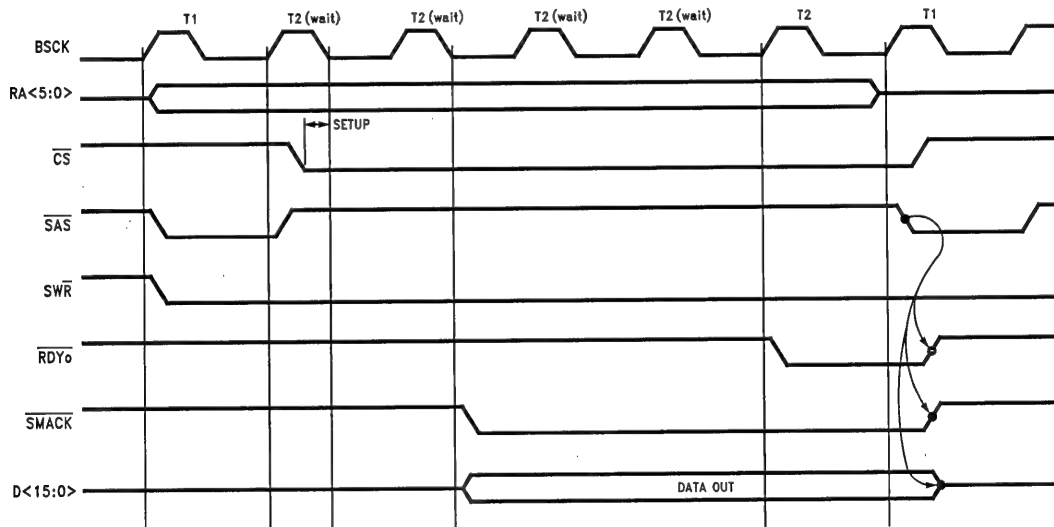 T1 T2 (wait) T2 (wait) T2 (wait) T2 (wait) T2 T1
BSCK
RA<5:0>
SETUP
CS
SAS
SWR
RDYo
SMACK
D<15:0> DATA OUT